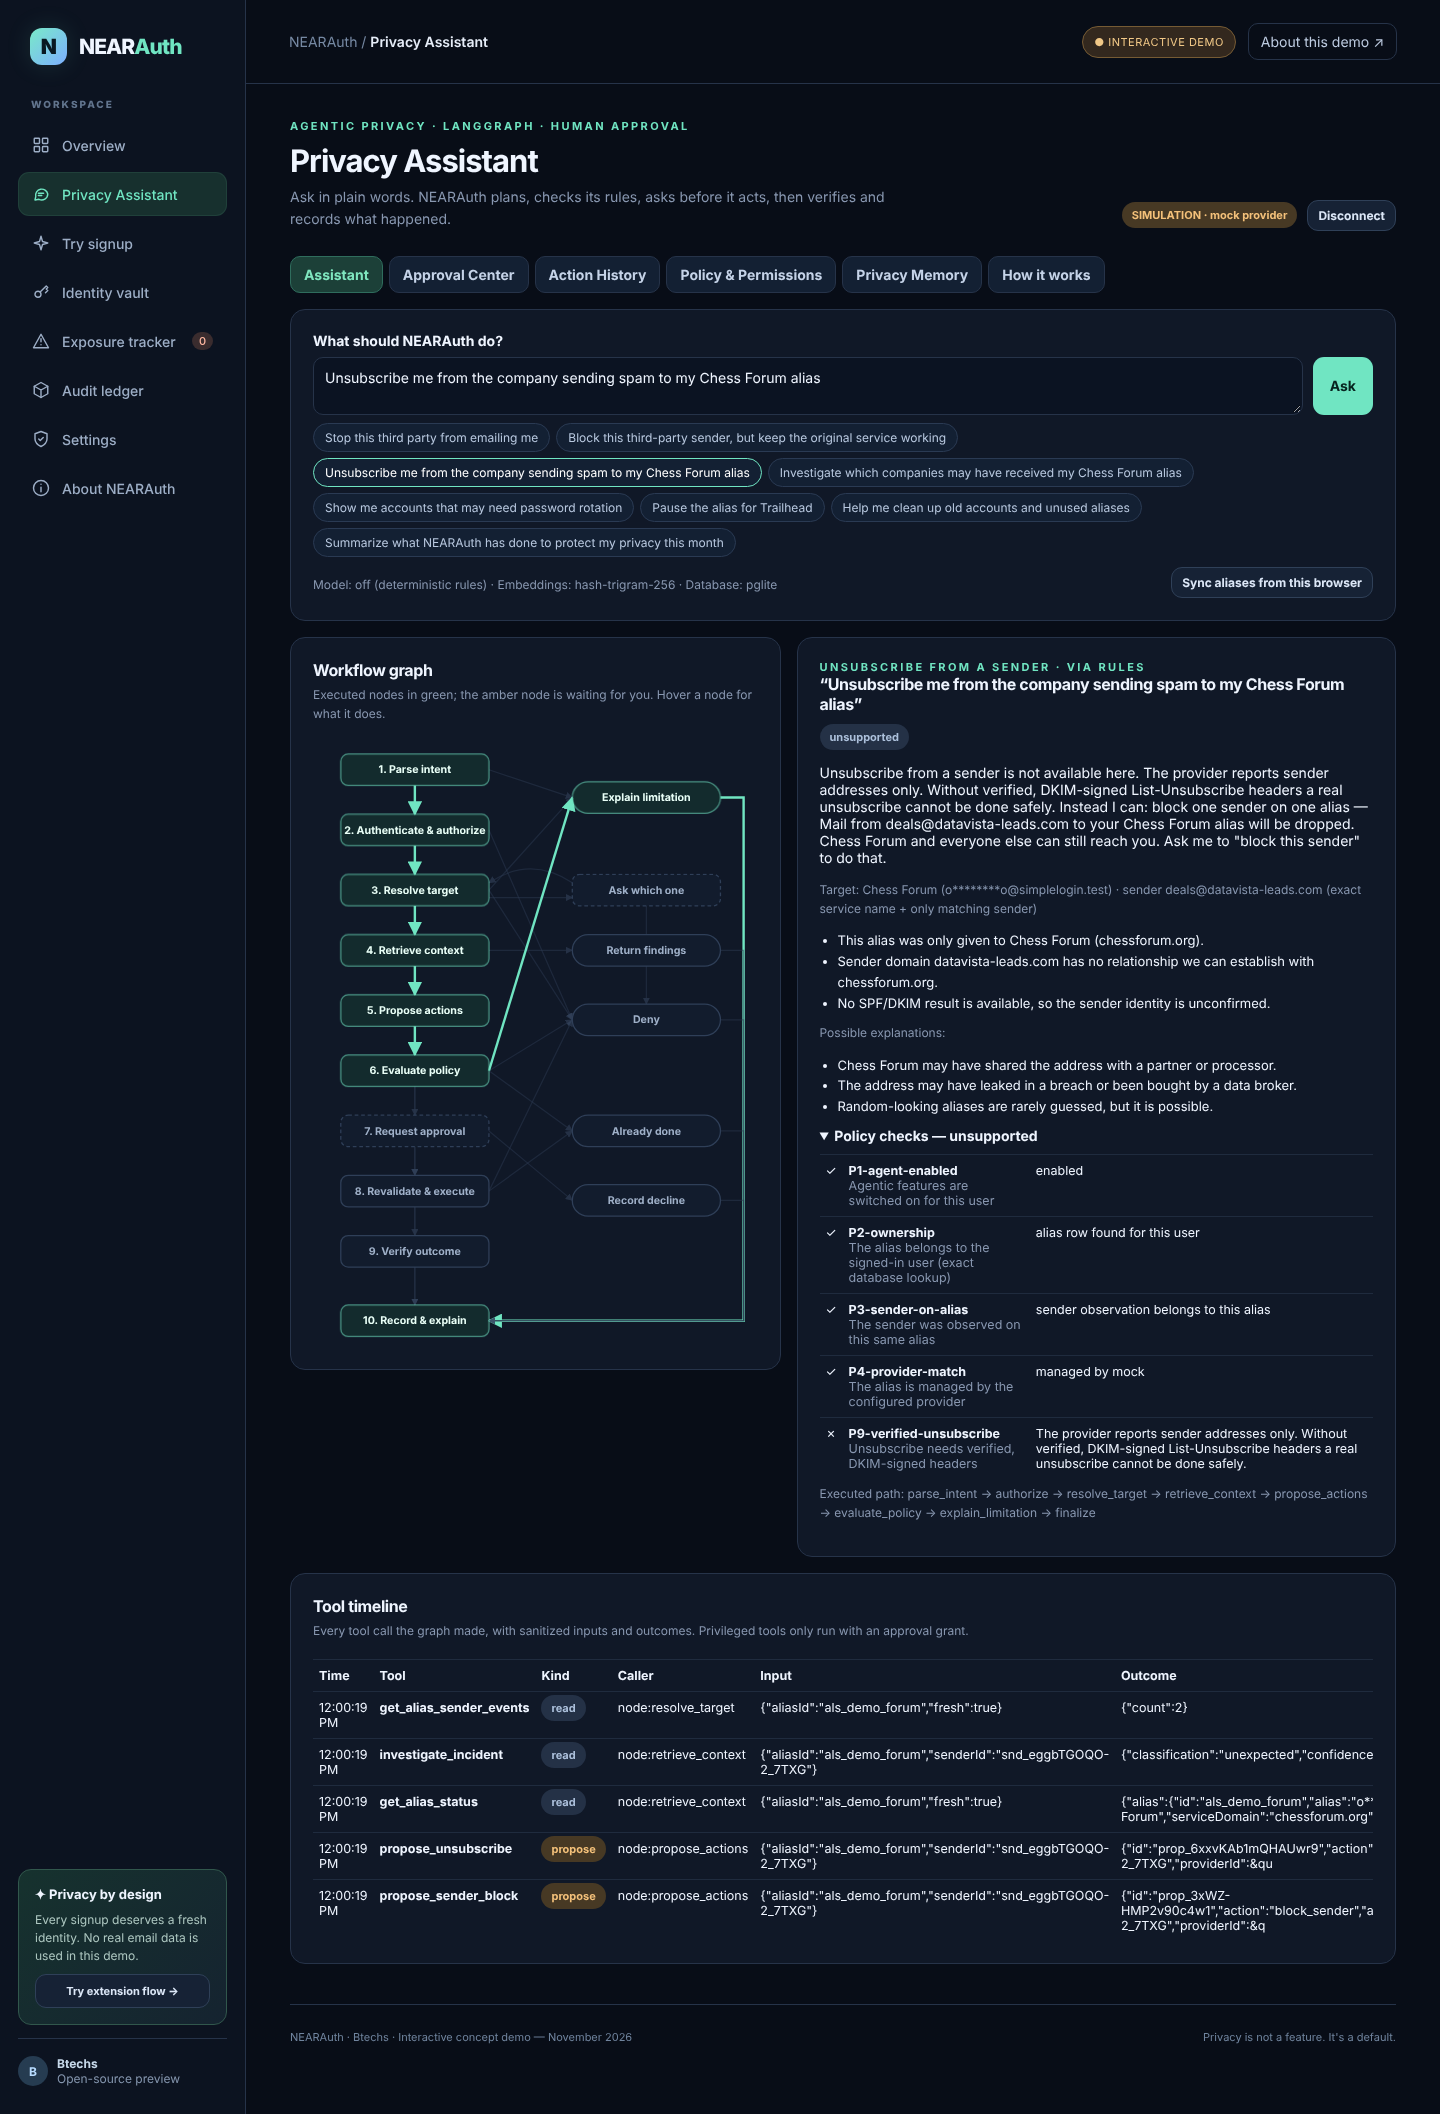 N NEARAuth
WORKSPACE
Overview
Privacy Assistant
Try signup
Identity vault
Exposure tracker 0
Audit ledger
Settings
About NEARAuth
✦ Privacy by design
Every signup deserves a fresh
identity. No real email data is
used in this demo.
Try extension flow →
B
Btechs
Open-source preview
NEARAuth / Privacy Assistant
● INTERACTIVE DEMO
About this demo ↗
AGENTIC PRIVACY · LANGGRAPH · HUMAN APPROVAL
Privacy Assistant
Ask in plain words. NEARAuth plans, checks its rules, asks before it acts, then verifies and
records what happened.
SIMULATION · mock provider
Disconnect
Assistant
Approval Center
Action History
Policy & Permissions
Privacy Memory
How it works
What should NEARAuth do?
Unsubscribe me from the company sending spam to my Chess Forum alias
Ask
Stop this third party from emailing me
Block this third-party sender, but keep the original service working
Unsubscribe me from the company sending spam to my Chess Forum alias
Investigate which companies may have received my Chess Forum alias
Show me accounts that may need password rotation
Pause the alias for Trailhead
Help me clean up old accounts and unused aliases
Summarize what NEARAuth has done to protect my privacy this month
Model: off (deterministic rules) · Embeddings: hash-trigram-256 · Database: pglite
Sync aliases from this browser
Workflow graph
Executed nodes in green; the amber node is waiting for you. Hover a node for
what it does.
1. Parse intent
2. Authenticate & authorize
3. Resolve target
4. Retrieve context
5. Propose actions
6. Evaluate policy
7. Request approval
8. Revalidate & execute
9. Verify outcome
10. Record & explain
Explain limitation
Ask which one
Return findings
Deny
Already done
Record decline
UNSUBSCRIBE FROM A SENDER · VIA RULES
“Unsubscribe me from the company sending spam to my Chess Forum
alias”
unsupported
Unsubscribe from a sender is not available here. The provider reports sender
addresses only. Without verified, DKIM-signed List-Unsubscribe headers a real
unsubscribe cannot be done safely. Instead I can: block one sender on one alias —
Mail from deals@datavista-leads.com to your Chess Forum alias will be dropped.
Chess Forum and everyone else can still reach you. Ask me to "block this sender"
to do that.
Target: Chess Forum (o********o@simplelogin.test) · sender deals@datavista-leads.com (exact
service name + only matching sender)
• This alias was only given to Chess Forum (chessforum.org).
• Sender domain datavista-leads.com has no relationship we can establish with
chessforum.org.
• No SPF/DKIM result is available, so the sender identity is unconfirmed.
Possible explanations:
• Chess Forum may have shared the address with a partner or processor.
• The address may have leaked in a breach or been bought by a data broker.
• Random-looking aliases are rarely guessed, but it is possible.
▼ Policy checks — unsupported
✓ P1-agent-enabled enabled
Agentic features are
switched on for this user
✓ P2-ownership alias row found for this user
The alias belongs to the
signed-in user (exact
database lookup)
✓ P3-sender-on-alias sender observation belongs to this alias
The sender was observed on
this same alias
✓ P4-provider-match managed by mock
The alias is managed by the
configured provider
✕ P9-verified-unsubscribe The provider reports sender addresses only. Without
Unsubscribe needs verified, verified, DKIM-signed List-Unsubscribe headers a real
DKIM-signed headers unsubscribe cannot be done safely.
Executed path: parse_intent → authorize → resolve_target → retrieve_context → propose_actions
→ evaluate_policy → explain_limitation → finalize
Tool timeline
Every tool call the graph made, with sanitized inputs and outcomes. Privileged tools only run with an approval grant.
Time Tool Kind Caller Input Outcome
12:00:19 get_alias_sender_events read node:resolve_target {"aliasId":"als_demo_forum","fresh":true} {"count":2}
PM
12:00:19 investigate_incident read node:retrieve_context {"aliasId":"als_demo_forum","senderId":"snd_eggbTGOQO- {"classification":"unexpected","confidence
PM 2_7TXG"}
12:00:19 get_alias_status read node:retrieve_context {"aliasId":"als_demo_forum","fresh":true} {"alias":{"id":"als_demo_forum","alias":"o*
PM Forum","serviceDomain":"chessforum.org"
12:00:19 propose_unsubscribe propose node:propose_actions {"aliasId":"als_demo_forum","senderId":"snd_eggbTGOQO- {"id":"prop_6xxvKAb1mQHAUwr9","action"
PM 2_7TXG"} 2_7TXG","providerId":&qu
12:00:19 propose_sender_block propose node:propose_actions {"aliasId":"als_demo_forum","senderId":"snd_eggbTGOQO- {"id":"prop_3xWZ-
PM 2_7TXG"} HMP2v90c4w1","action":"block_sender","a
2_7TXG","providerId":&q
NEARAuth · Btechs · Interactive concept demo — November 2026
Privacy is not a feature. It's a default.